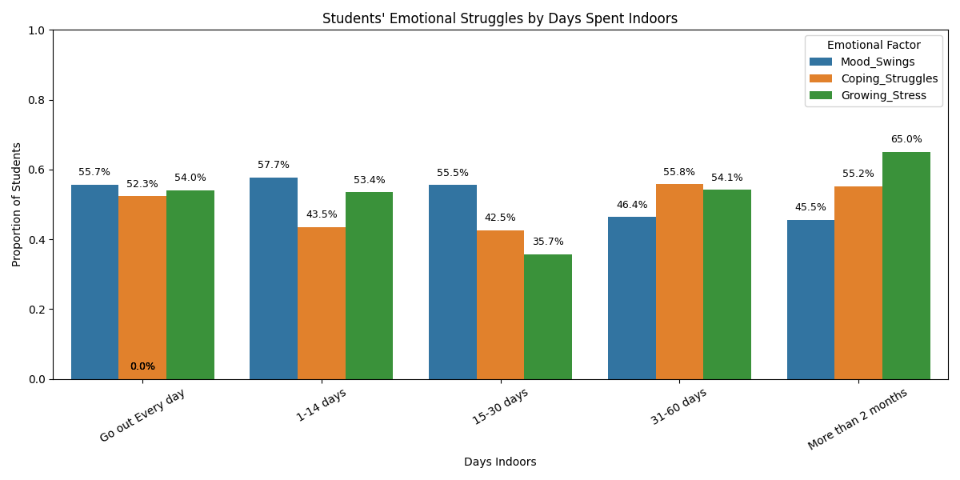 Students' Emotional Struggles by Days Spent Indoors
Emotional Factor
Mood_Swings
Coping_Struggles
Growing_Stress
Proportion of Students
1.0
0.8
0.6
0.4
0.2
0.0
55.7%
52.3%
54.0%
0.0%
57.7%
43.5%
53.4%
55.5%
42.5%
35.7%
46.4%
55.8%
54.1%
45.5%
55.2%
65.0%
Go out Every day
1-14 days
15-30 days
31-60 days
More than 2 months
Days Indoors